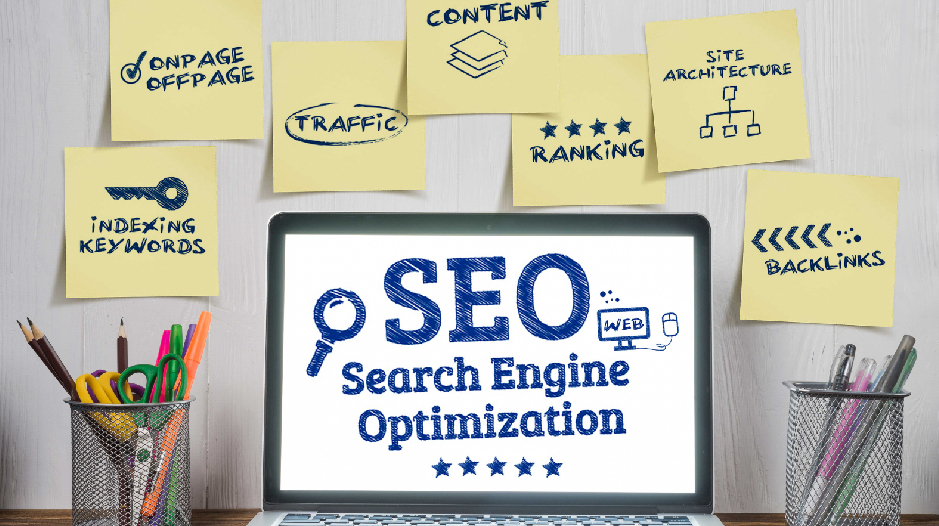 ONPAGE
OFFPAGE
TRAFFiC
CONTENT
RANKiNG
SiTE
ARCHiTECTURE
iNDEXiNG
KEYWORDS
BACKLiNKS
SEO
WEB
Search Engine
Optimization